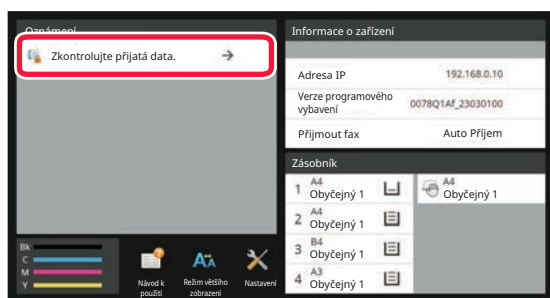 Oznámení
Zkontrolujte přijatá data.
Informace o zařízení
Adresa IP 192.168.0.10
Verze programového
vybavení 0078Q1Af_23030100
Přijmout fax Auto Příjem
Zásobník
1 A4
Obyčejný 1
2 A4
Obyčejný 1
3 B4
Obyčejný 1
4 A3
Obyčejný 1
A4
Obyčejný 1
Bk
C
M
Y
Návod k
použití
Režim většího
zobrazení
Nastavení